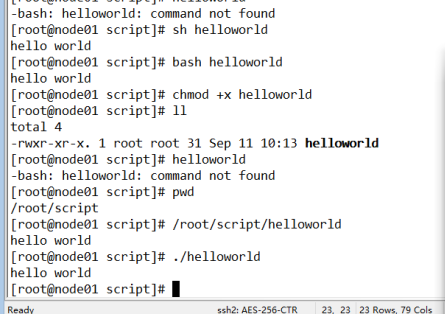 [root@node01 script]# helloworld
-bash: helloworld: command not found
[root@node01 script]# sh helloworld
hello world
[root@node01 script]# bash helloworld
hello world
[root@node01 script]# chmod +x helloworld
[root@node01 script]# ll
total 4
-rwxr-xr-x. 1 root root 31 Sep 11 10:13 helloworld
[root@node01 script]# helloworld
-bash: helloworld: command not found
[root@node01 script]# pwd
/root/script
[root@node01 script]# /root/script/helloworld
hello world
[root@node01 script]# ./helloworld
hello world
[root@node01 script]#
Ready ssh2: AES-256-CTR 23, 23 23 Rows, 79 Cols